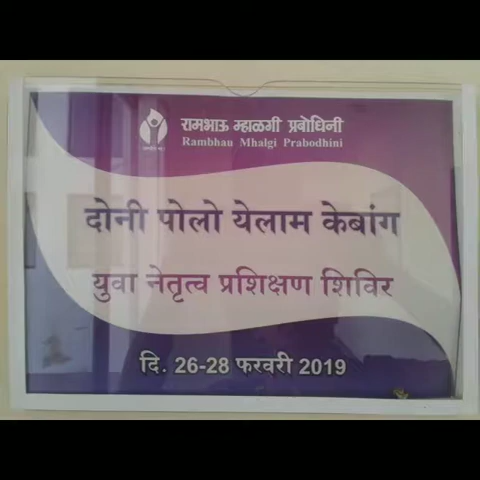 रामभाऊ म्हाळगी प्रबोधिनी
Rambhau Mhalgi Prabodhini
दोनी पोलो येलाम केबांग
युवा नेतृत्व प्रशिक्षण शिविर
दि. 26-28 फरवरी 2019